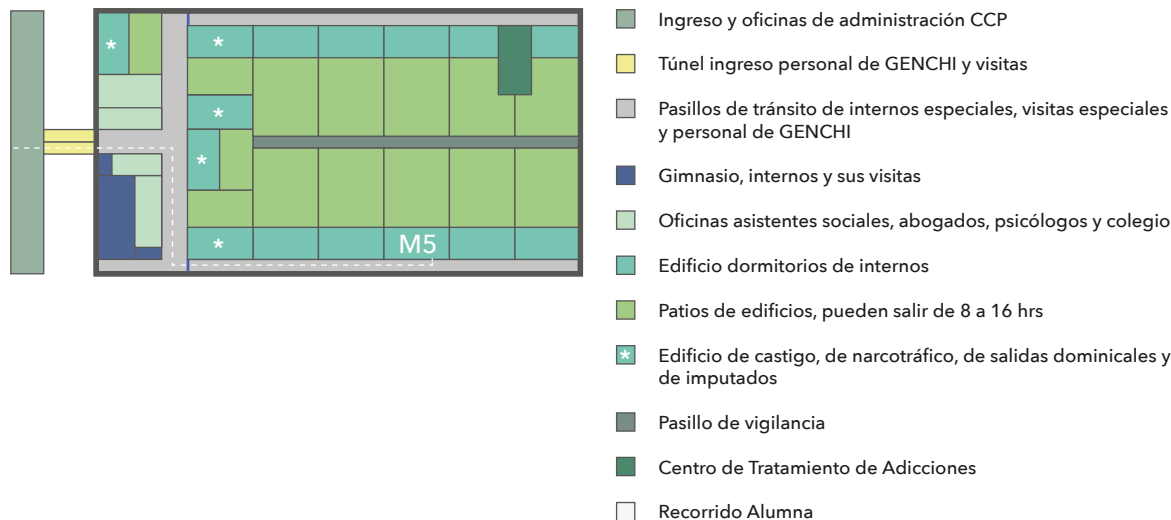 Ingreso y oficinas de administración CCP
Túnel ingreso personal de GENCHI y visitas
Pasillos de tránsito de internos especiales, visitas especiales
y personal de GENCHI
Gimnasio, internos y sus visitas
Oficinas asistentes sociales, abogados, psicólogos y colegio
Edificio dormitorios de internos
Patios de edificios, pueden salir de 8 a 16 hrs
* Edificio de castigo, de narcotráfico, de salidas dominicales y
de imputados
Pasillo de vigilancia
Centro de Tratamiento de Adicciones
Recorrido Alumna
*
*
*
*
*
M5